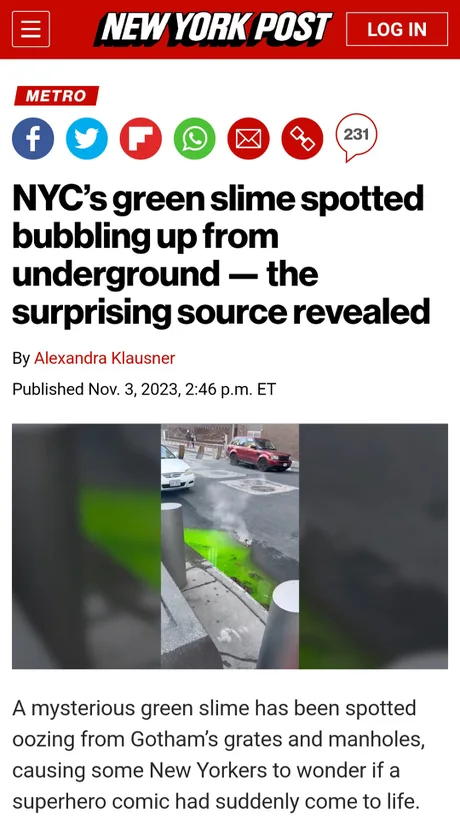 NEW YORK POST
LOG IN
METRO
231
NYC's green slime spotted
bubbling up from
underground — the
surprising source revealed
By Alexandra Klausner
Published Nov. 3, 2023, 2:46 p.m. ET
A mysterious green slime has been spotted
oozing from Gotham's grates and manholes,
causing some New Yorkers to wonder if a
superhero comic had suddenly come to life.